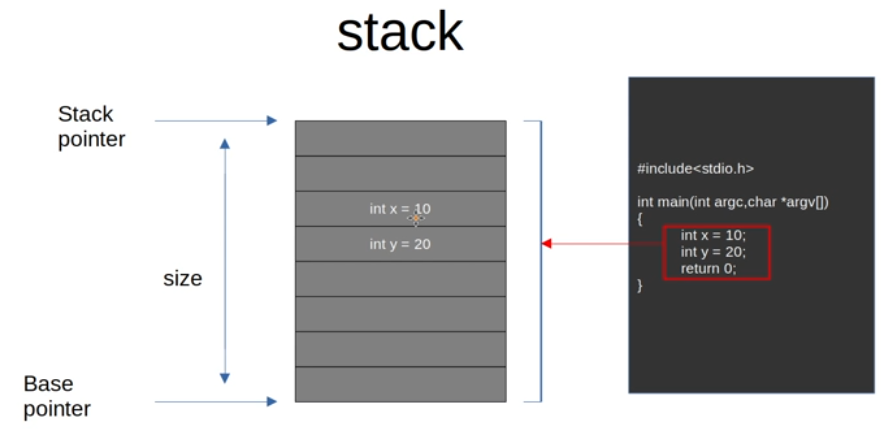 stack
Stack
pointer
int x = 10
int y = 20
size
Base
pointer
#include<stdio.h>
int main(int argc,char *argv[])
{
int x = 10;
int y = 20;
return 0;
}